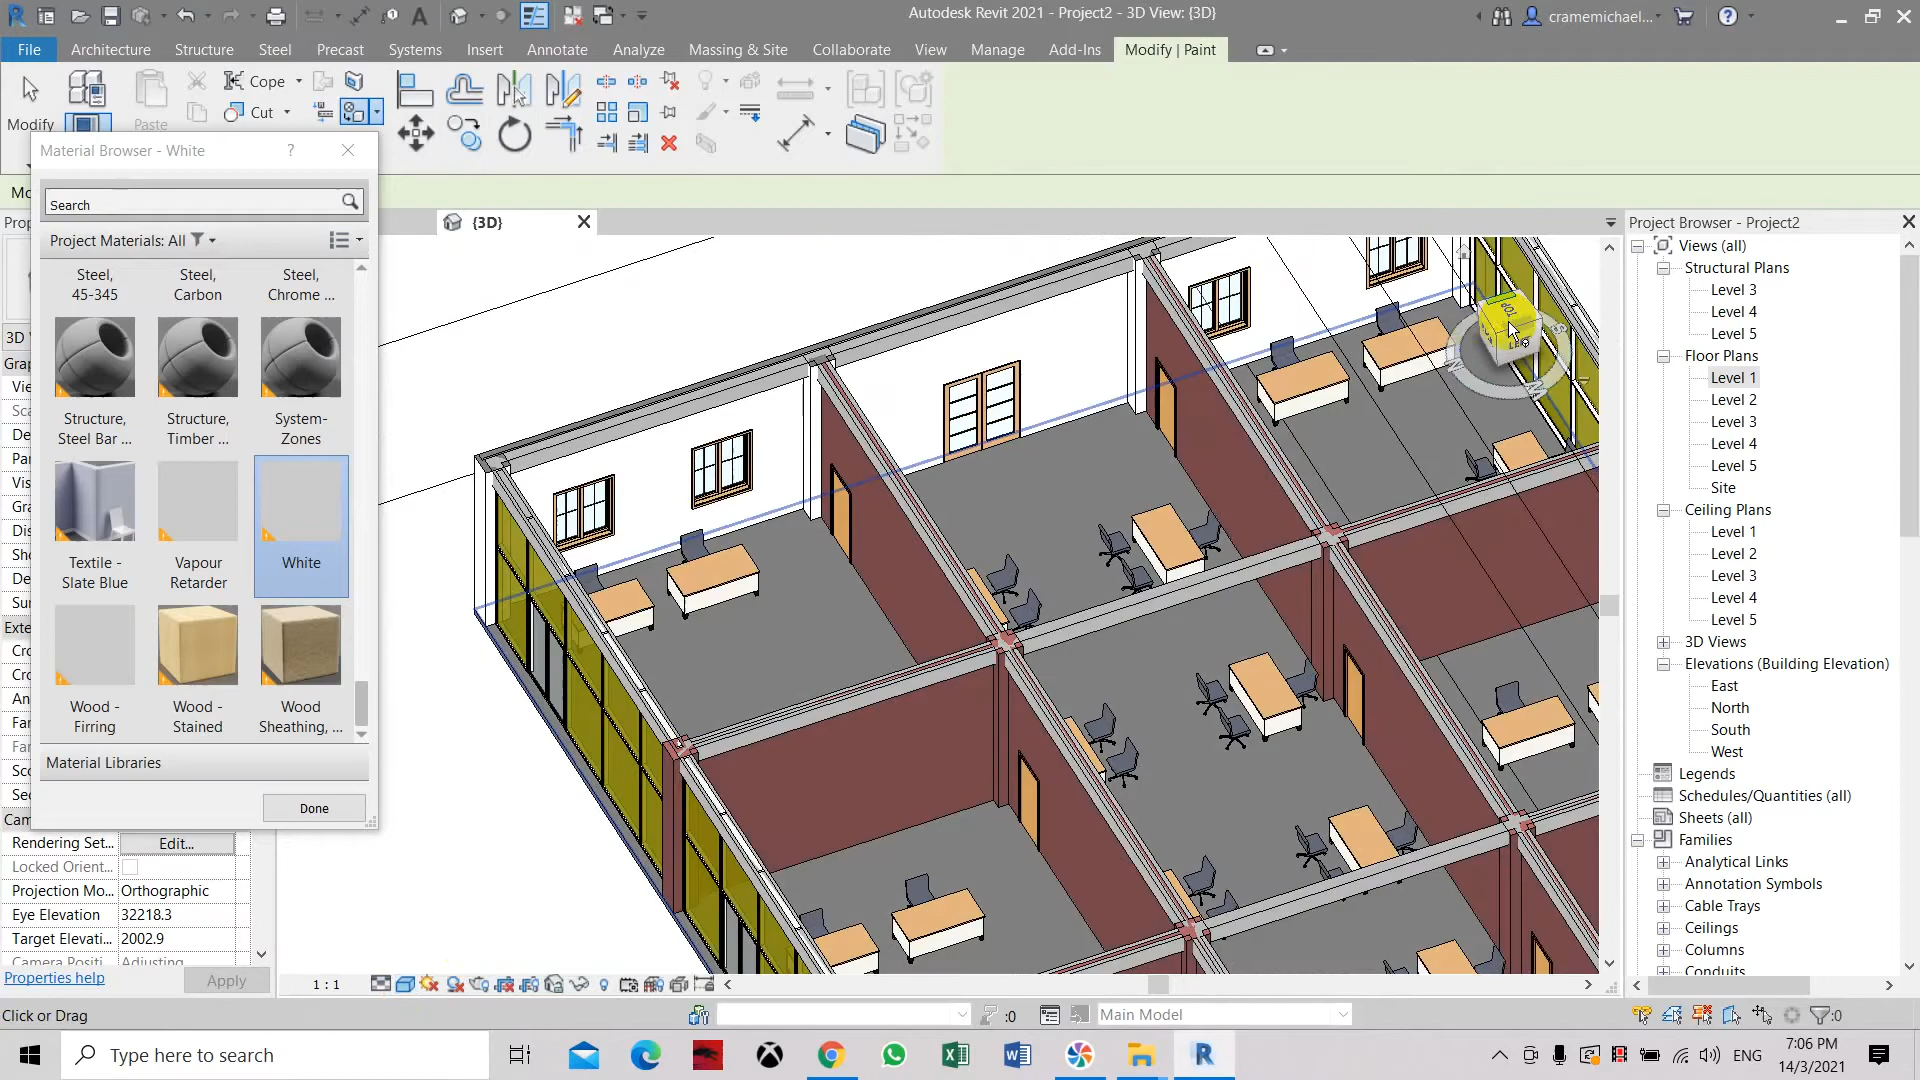 Autodesk Revit 2021 - Project2 - 3D View: {3D}
cramemichael...
File
Architecture
Structure
Steel
Precast
Systems
Insert
Annotate
Analyze
Massing & Site
Collaborate
View
Manage
Add-Ins
Modify | Paint
Modify
Paste
Cope
Cut
Material Browser - White
?
Search
Project Materials: All
Steel, 45-345
Steel, Carbon
Steel, Chrome ...
Structure, Steel Bar ...
Structure, Timber ...
System-Zones
Textile - Slate Blue
Vapour Retarder
White
Wood - Firring
Wood - Stained
Wood Sheathing, ...
Material Libraries
Done
Rendering Set...
Edit...
Locked Orient...
Projection Mo...
Orthographic
Eye Elevation
32218.3
Target Elevati...
2002.9
Camera Positi...
Adjusting
Properties help
Apply
{3D}
TOP
1 : 1
Project Browser - Project2
Views (all)
Structural Plans
Level 3
Level 4
Level 5
Floor Plans
Level 1
Level 2
Level 3
Level 4
Level 5
Site
Ceiling Plans
Level 1
Level 2
Level 3
Level 4
Level 5
3D Views
Elevations (Building Elevation)
East
North
South
West
Legends
Schedules/Quantities (all)
Sheets (all)
Families
Analytical Links
Annotation Symbols
Cable Trays
Ceilings
Columns
Conduits
Click or Drag
:0
Main Model
:0
Type here to search
ENG
7:06 PM
14/3/2021